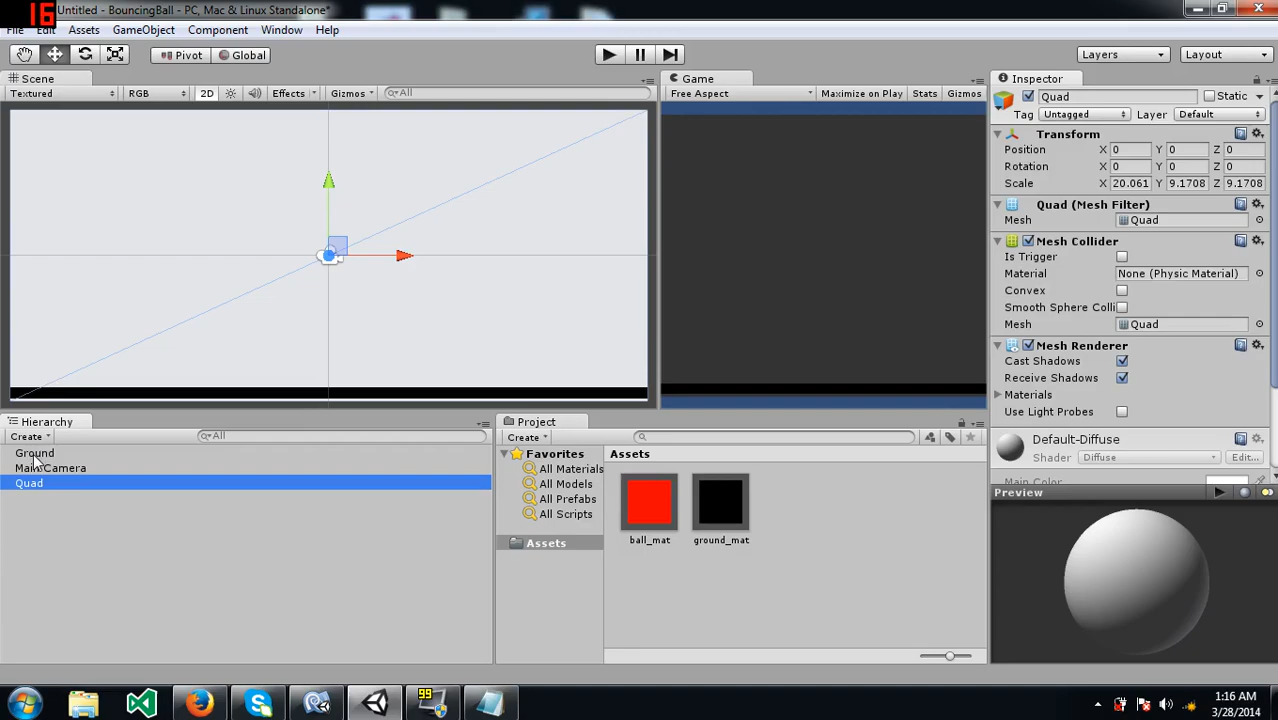 16
Untitled - BouncingBall - PC, Mac & Linux Standalone*
File Edit Assets GameObject Component Window Help
Pivot Global Layers Layout
Scene Game Inspector
Textured RGB 2D Effects Gizmos All Free Aspect Maximize on Play Stats Gizmos
Quad Static
Tag Untagged Layer Default
Transform
Position X 0 Y 0 Z 0
Rotation X 0 Y 0 Z 0
Scale X 20.061 Y 9.1708 Z 9.1708
Quad (Mesh Filter)
Mesh Quad
Mesh Collider
Is Trigger
Material None (Physic Material)
Convex
Smooth Sphere Colli
Mesh Quad
Mesh Renderer
Cast Shadows
Receive Shadows
Materials
Use Light Probes
Default-Diffuse
Shader Diffuse Edit...
Main Color
Preview
Hierarchy
Create All
Ground
Main Camera
Quad
Project
Create
Favorites
All Materials
All Models
All Prefabs
All Scripts
Assets
Assets
ball_mat ground_mat
99
1:16 AM
3/28/2014